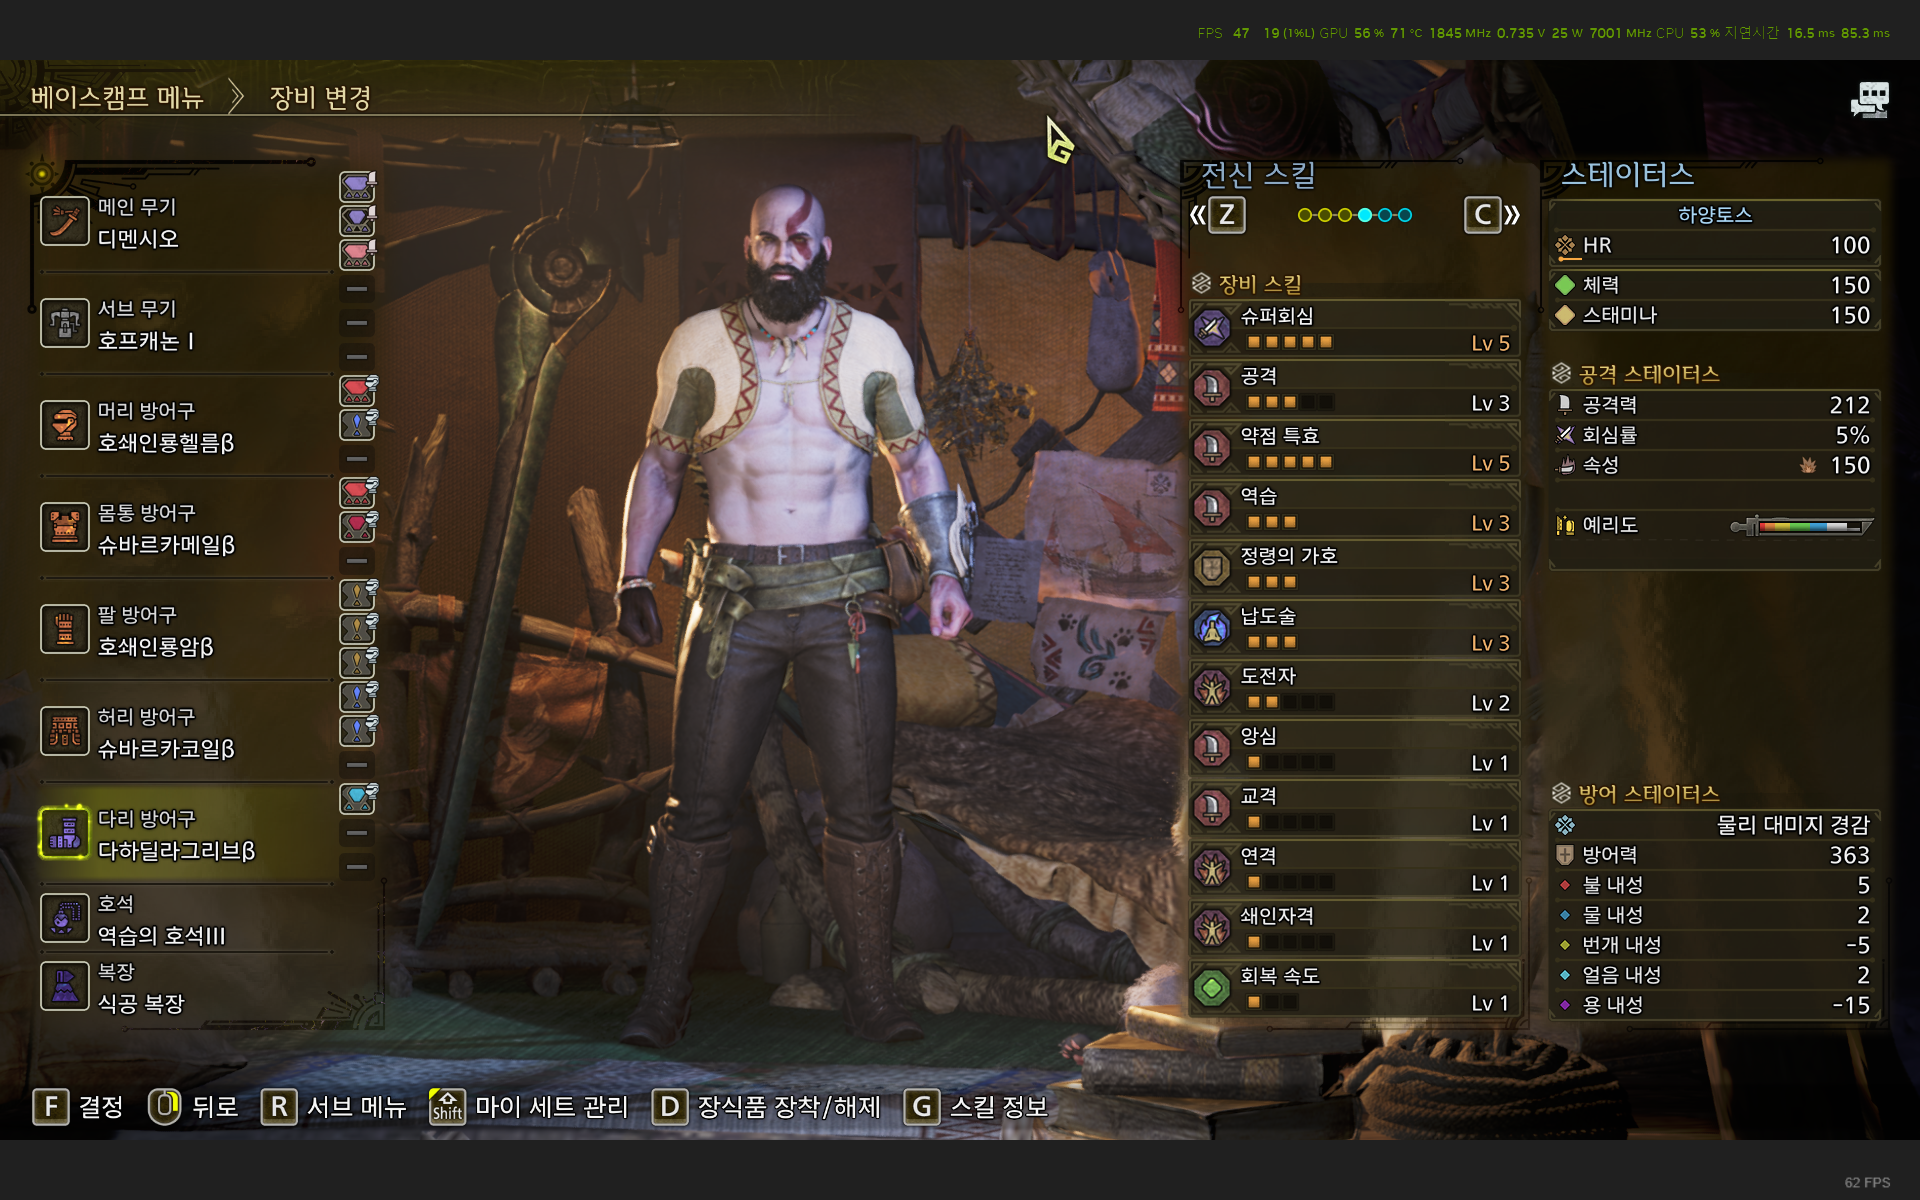 FPS 47 19 (1%L) GPU 56 % 71 °C 1845 MHz 0.735 V 25 W 7001 MHz CPU 53 % 지연시간 16.5 ms 85.3 ms
베이스캠프 메뉴 장비 변경
메인 무기
디멘시오
서브 무기
호프캐논 I
머리 방어구
호쇄인룡헬름β
몸통 방어구
슈바르카메일β
팔 방어구
호쇄인룡암β
허리 방어구
슈바르카코일β
다리 방어구
다하딜라그리브β
호석
역습의 호석III
복장
식공 복장
전신 스킬
Z C
장비 스킬
슈퍼회심
Lv 5
공격
Lv 3
약점 특효
Lv 5
역습
Lv 3
정령의 가호
Lv 3
납도술
Lv 3
도전자
Lv 2
앙심
Lv 1
교격
Lv 1
연격
Lv 1
쇄인자격
Lv 1
회복 속도
Lv 1
스테이터스
하양토스
HR 100
체력 150
스태미나 150
공격 스테이터스
공격력 212
회심률 5%
속성 150
예리도
방어 스테이터스
물리 대미지 경감
방어력 363
불 내성 5
물 내성 2
번개 내성 -5
얼음 내성 2
용 내성 -15
F 결정 뒤로 R 서브 메뉴 Shift 마이 세트 관리 D 장식품 장착/해제 G 스킬 정보
62 FPS